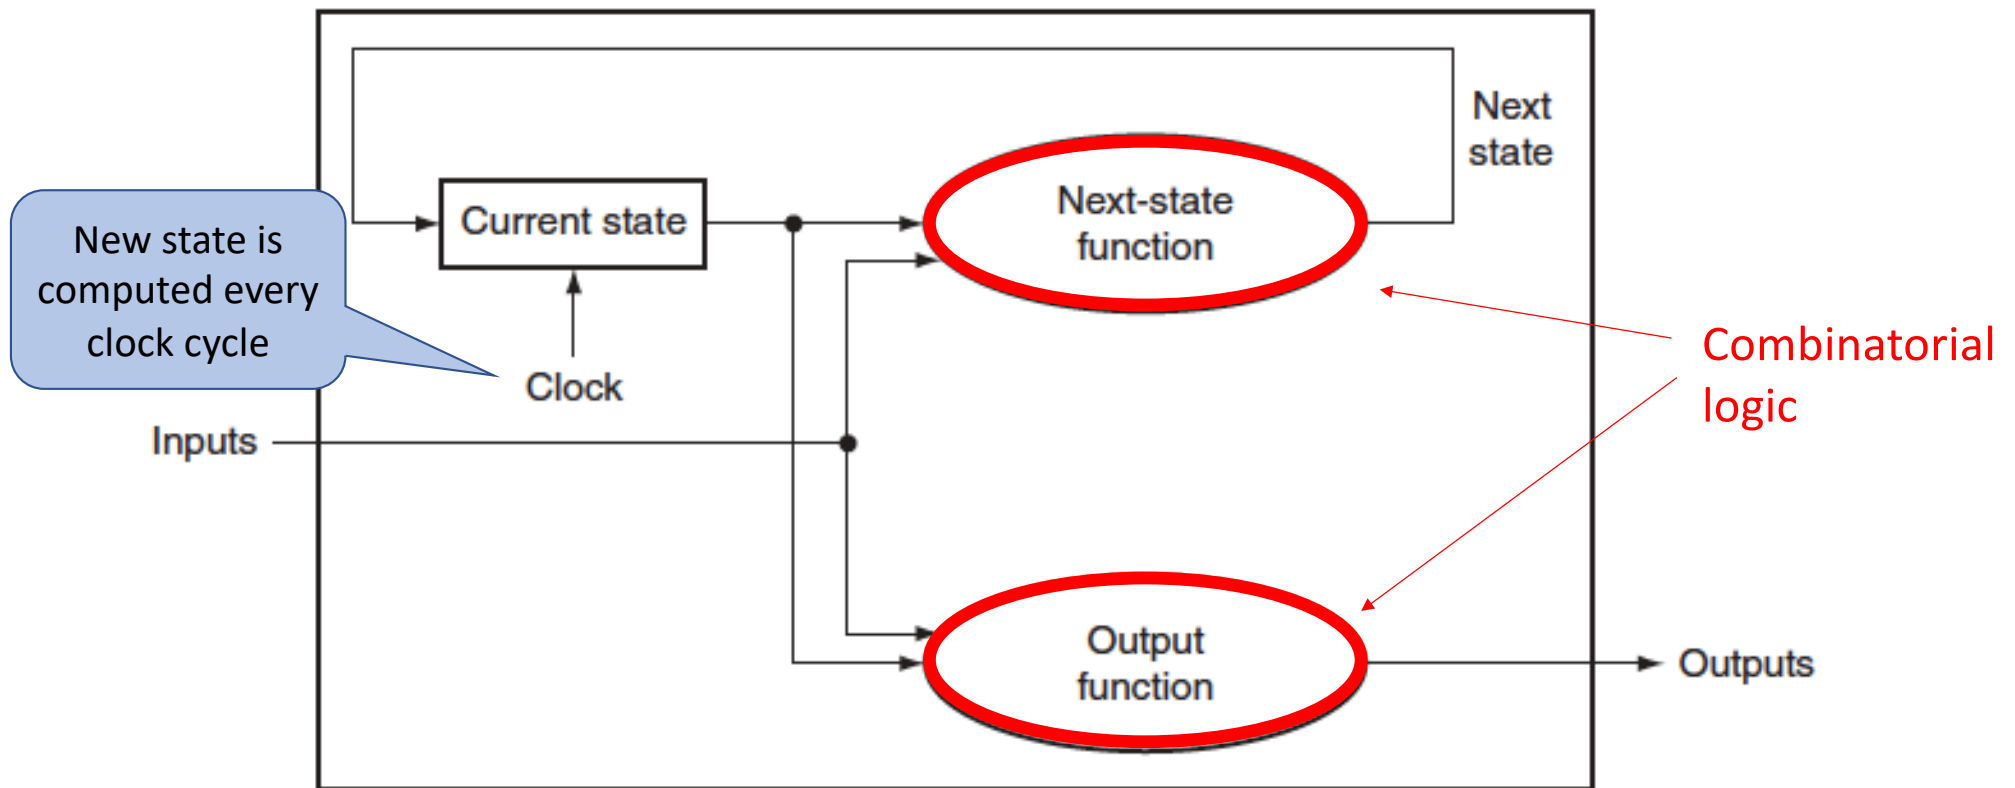 Next
state
Next-state
function
Current state
New state is
computed every
clock cycle
Clock
Combinatorial
logic
Inputs
Output
function
Outputs